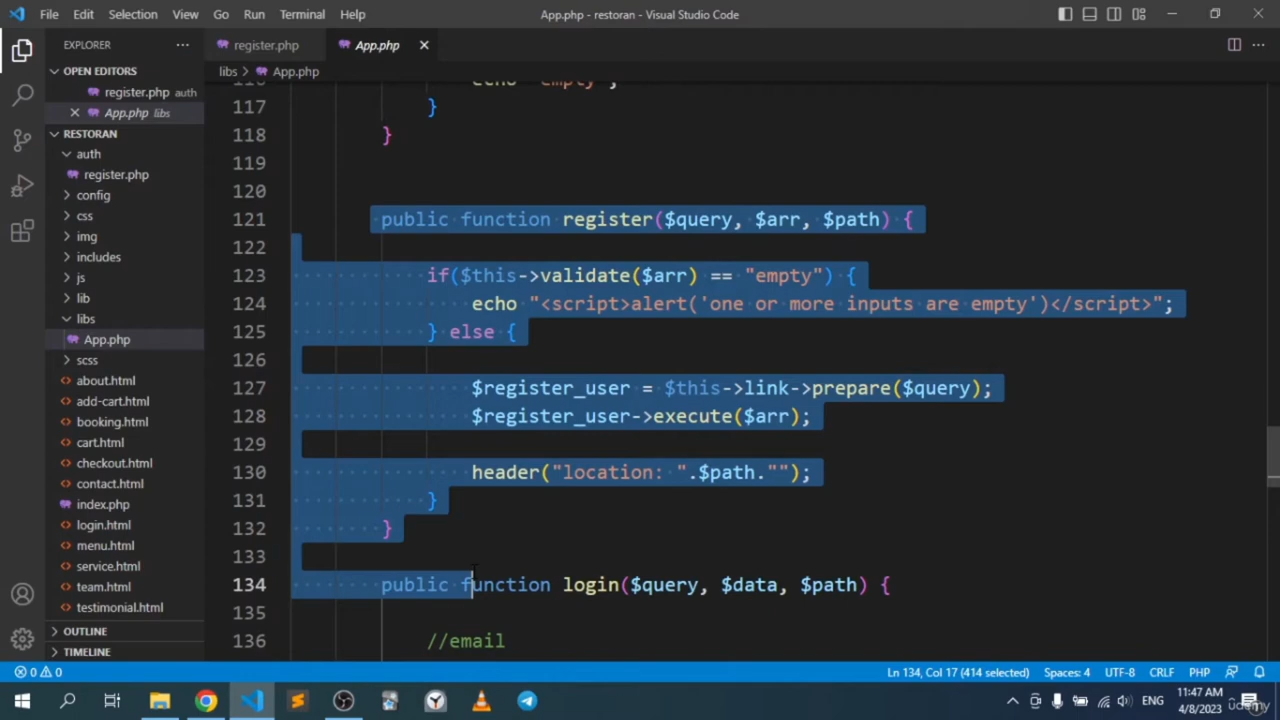 File Edit Selection View Go Run Terminal Help App.php - restoran - Visual Studio Code
EXPLORER
register.php
App.php
OPEN EDITORS
register.php auth
App.php libs
RESTORAN
auth
register.php
config
css
img
includes
js
lib
libs
App.php
scss
about.html
add-cart.html
booking.html
cart.html
checkout.html
contact.html
index.php
login.html
menu.html
service.html
team.html
testimonial.html
OUTLINE
TIMELINE
libs > App.php
116 echo "empty";
117 }
118 }
119
120
121 public function register($query, $arr, $path) {
122
123 if($this->validate($arr) == "empty") {
124 echo "<script>alert('one or more inputs are empty')</script>";
125 } else {
126
127 $register_user = $this->link->prepare($query);
128 $register_user->execute($arr);
129
130 header("location: ".$path."");
131 }
132 }
133
134 public function login($query, $data, $path) {
135
136 //email
0 0 Ln 134, Col 17 (414 selected) Spaces: 4 UTF-8 CRLF PHP
ENG 11:47 AM
4/8/2023
udemy